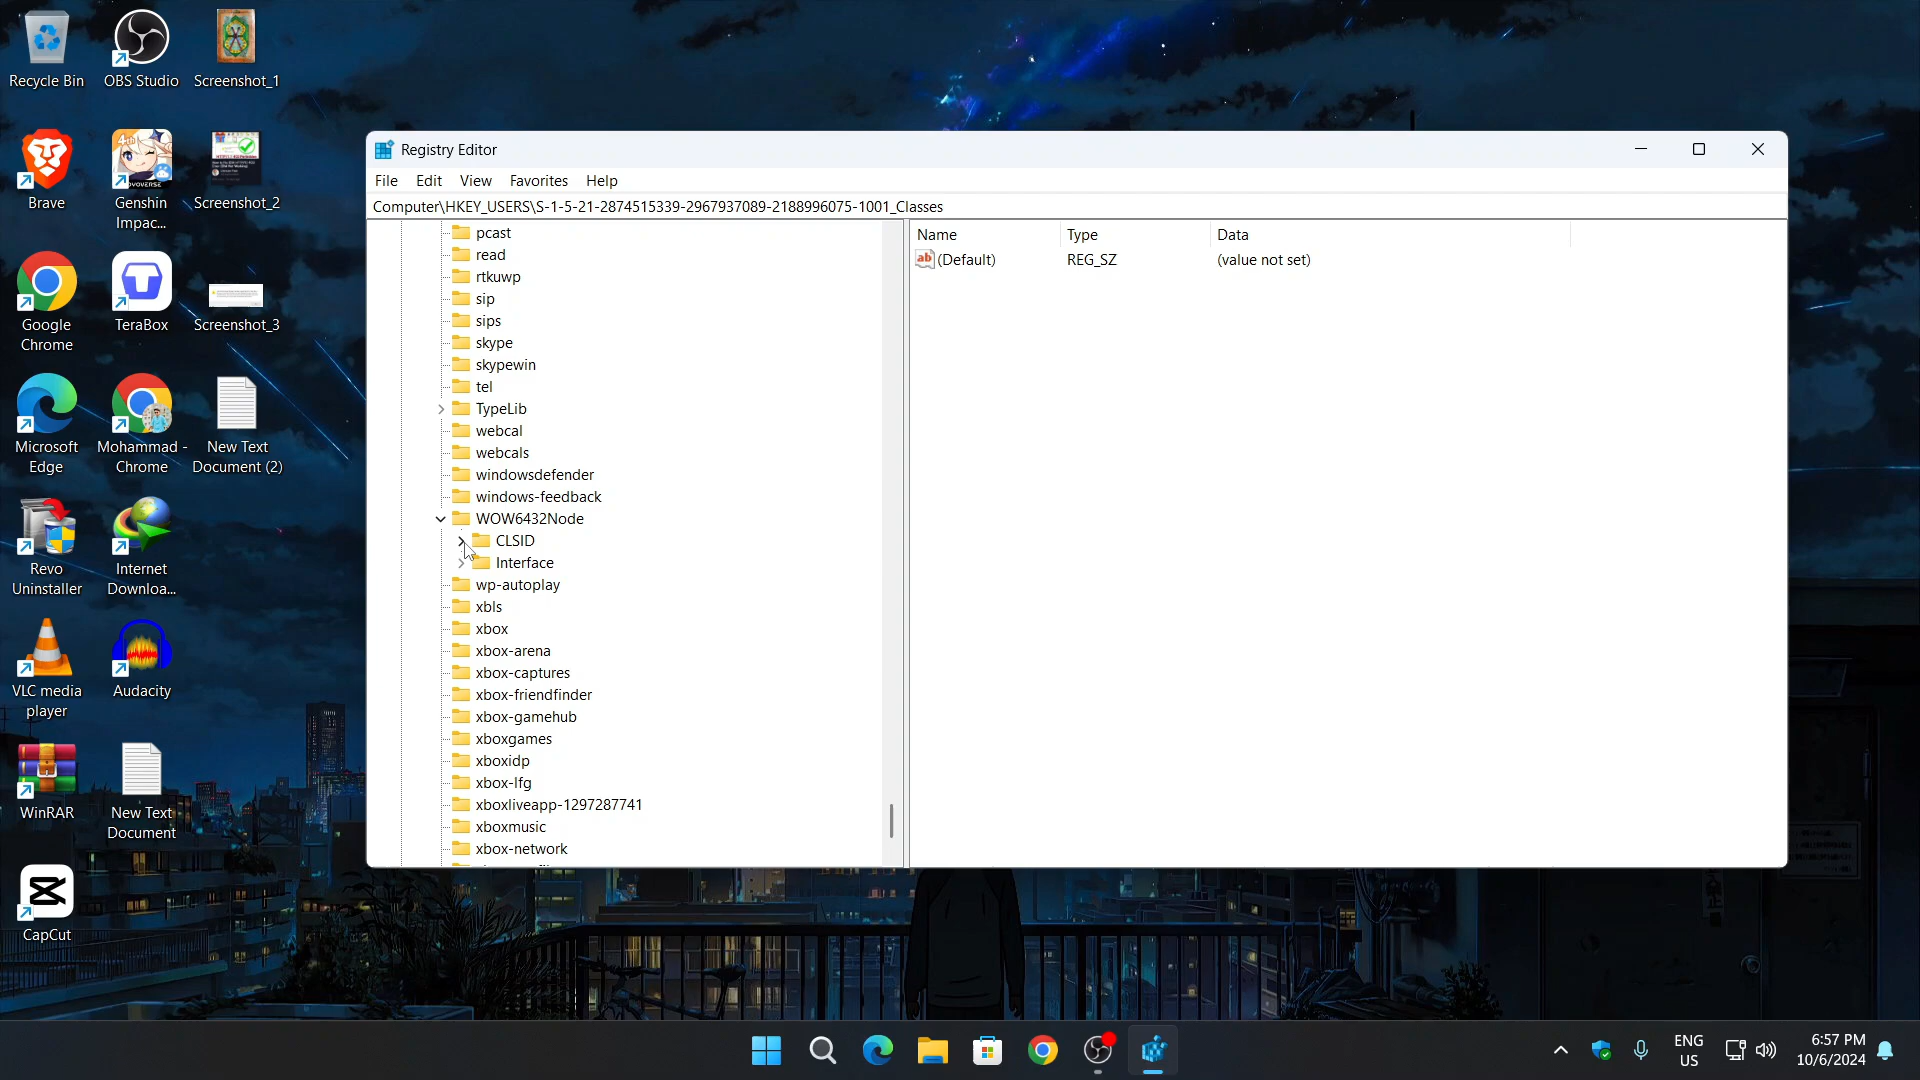 Recycle Bin
OBS Studio
Screenshot_1
Brave
Genshin
Impac...
Screenshot_2
Google
Chrome
TeraBox
Screenshot_3
Microsoft
Edge
Mohammad -
Chrome
New Text
Document (2)
Revo
Uninstaller
Internet
Downloa...
VLC media
player
Audacity
WinRAR
New Text
Document
CapCut
Registry Editor
File Edit View Favorites Help
Computer\HKEY_USERS\S-1-5-21-2874515339-2967937089-2188996075-1001_Classes
pcast
read
rtkuwp
sip
sips
skype
skypewin
tel
TypeLib
webcal
webcals
windowsdefender
windows-feedback
WOW6432Node
CLSID
Interface
wp-autoplay
xbls
xbox
xbox-arena
xbox-captures
xbox-friendfinder
xbox-gamehub
xboxgames
xboxidp
xbox-lfg
xboxliveapp-1297287741
xboxmusic
xbox-network
Name Type Data
(Default) REG_SZ (value not set)
ENG
US
6:57 PM
10/6/2024